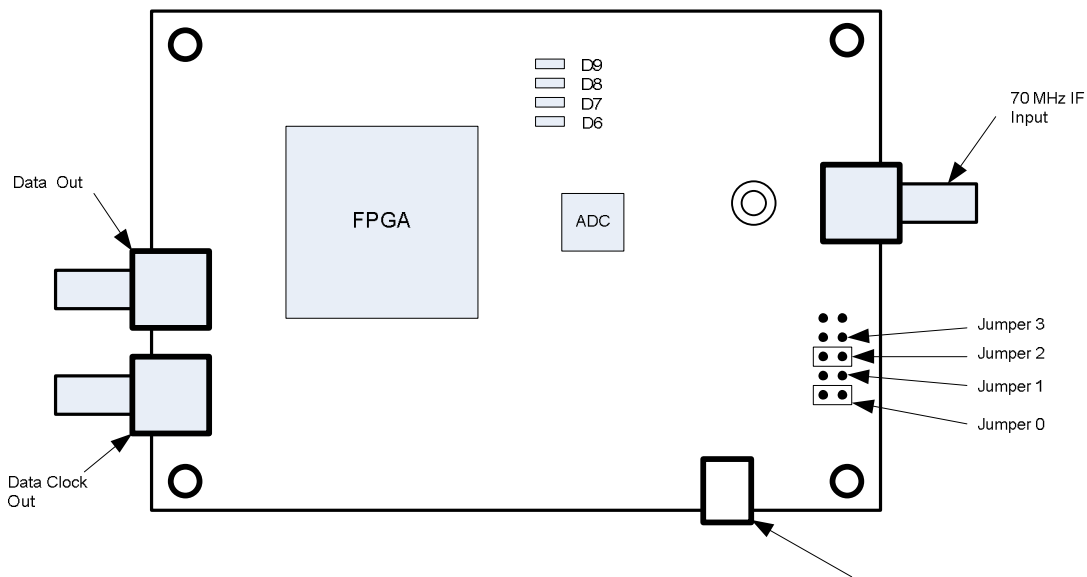 D9
D8
D7
D6
70 MHz IF
Input
Data Out
FPGA
ADC
Jumper 3
Jumper 2
Jumper 1
Jumper 0
Data Clock
Out